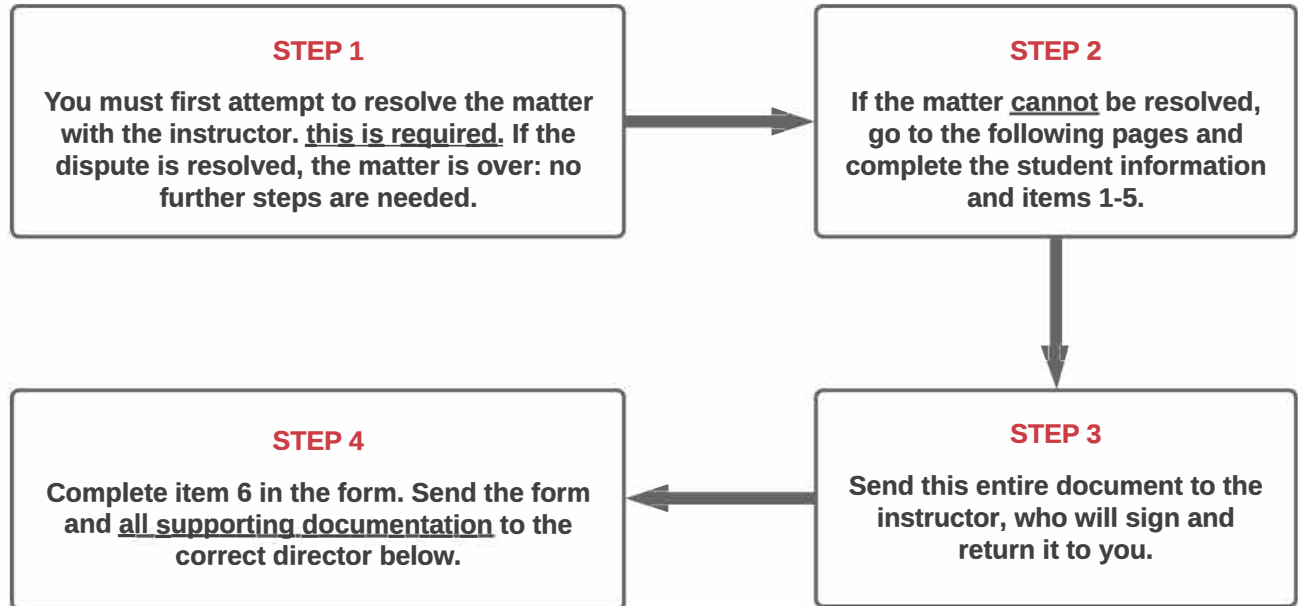 STEP 1
You must first attempt to resolve the matter
with the instructor. this is required. If the
dispute is resolved, the matter is over: no
further steps are needed.
STEP 2
If the matter cannot be resolved,
go to the following pages and
complete the student information
and items 1-5.
STEP 3
Send this entire document to the
instructor, who will sign and
return it to you.
STEP 4
Complete item 6 in the form. Send the form
and all supporting documentation to the
correct director below.